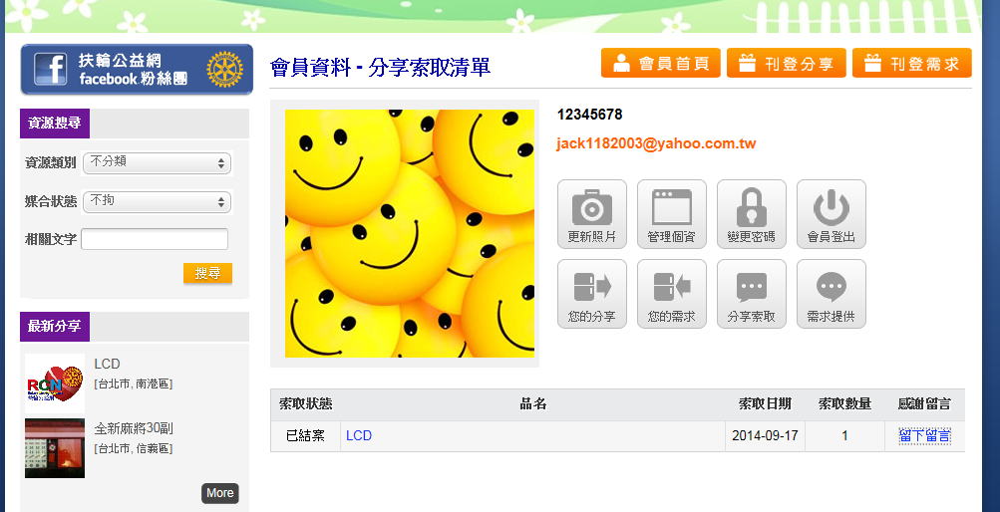 扶輪公益網
facebook 粉絲團
會員資料 - 分享索取清單
會員首頁
刊登分享
刊登需求
資源搜尋
資源類別 不分類
媒合狀態 不拘
相關文字
搜尋
最新分享
LCD
[台北市, 南港區]
全新麻將30副
[台北市, 信義區]
More
12345678
jack1182003@yahoo.com.tw
更新照片
管理個資
變更密碼
會員登出
您的分享
您的需求
分享索取
需求提供
索取狀態 品名 索取日期 索取數量 感謝留言
已結案 LCD 2014-09-17 1 留下留言